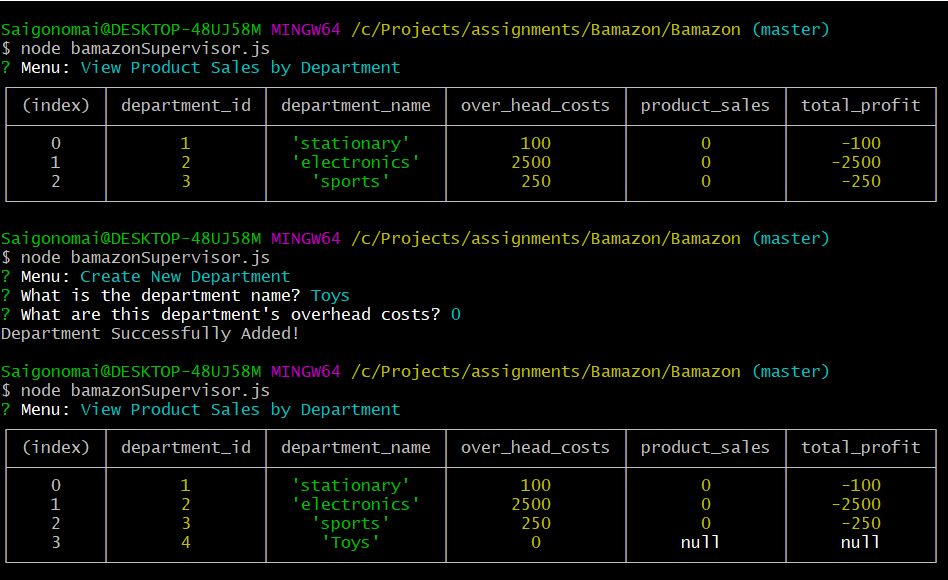 Saigonomai@DESKTOP-48UJ58M MINGW64 /c/Projects/assignments/Bamazon/Bamazon (master)
$ node bamazonSupervisor.js
? Menu: View Product Sales by Department
(index) department_id department_name over_head_costs product_sales total_profit
0 1 'stationary' 100 0 -100
1 2 'electronics' 2500 0 -2500
2 3 'sports' 250 0 -250
Saigonomai@DESKTOP-48UJ58M MINGW64 /c/Projects/assignments/Bamazon/Bamazon (master)
$ node bamazonSupervisor.js
? Menu: Create New Department
? What is the department name? Toys
? What are this department's overhead costs? 0
Department Successfully Added!
Saigonomai@DESKTOP-48UJ58M MINGW64 /c/Projects/assignments/Bamazon/Bamazon (master)
$ node bamazonSupervisor.js
? Menu: View Product Sales by Department
(index) department_id department_name over_head_costs product_sales total_profit
0 1 'stationary' 100 0 -100
1 2 'electronics' 2500 0 -2500
2 3 'sports' 250 0 -250
3 4 'Toys' 0 null null